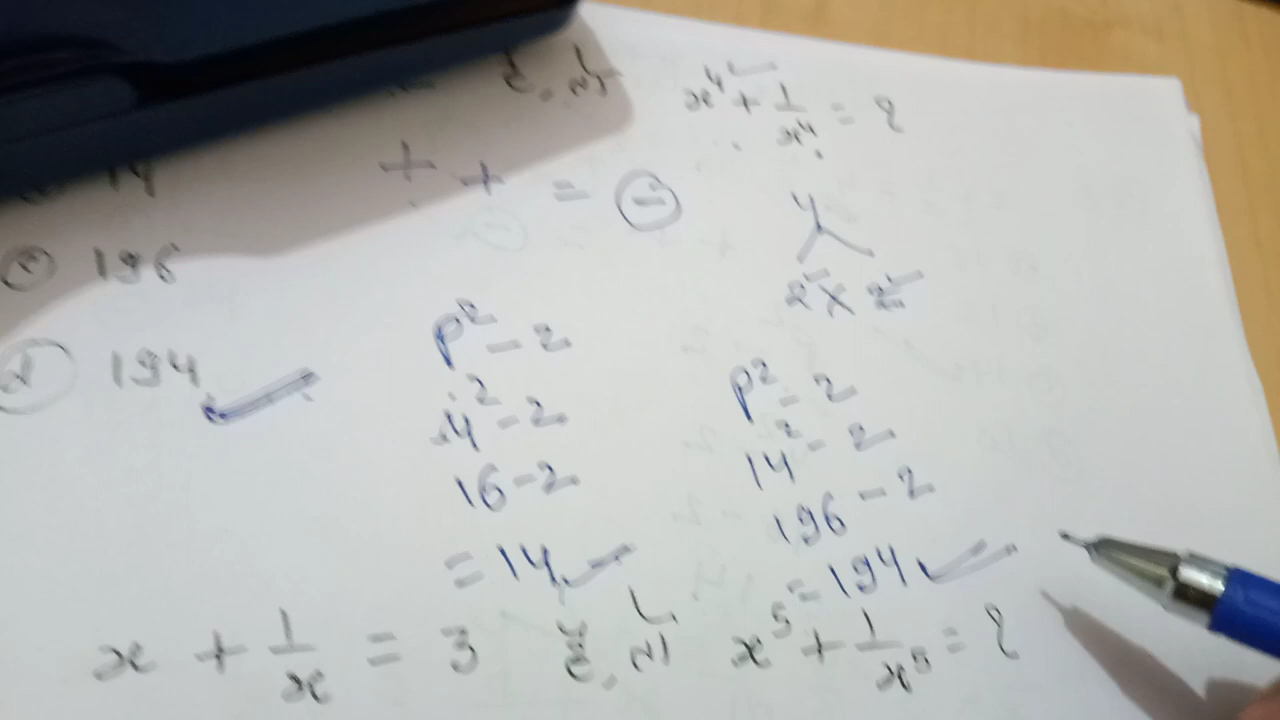 છે. તો x⁴ + 1/x⁴ = ?
14
+ + = ⊖
196
4
2 x 2
d 194
p² - 2
4² - 2
16 - 2
= 14
p² - 2
14² - 2
196 - 2
= 194
x + 1/x = 3 છે. તો x⁵ + 1/x⁵ = ?